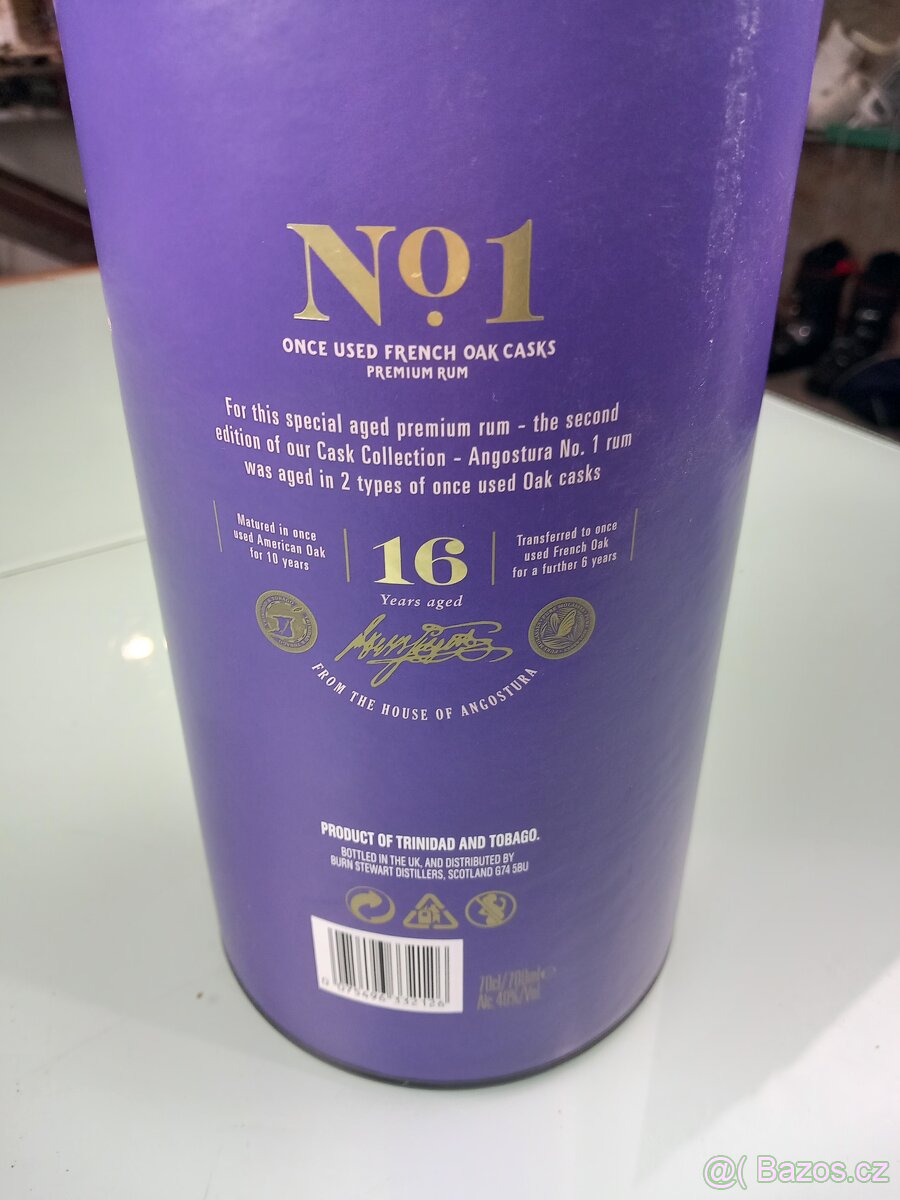 No1
ONCE USED FRENCH OAK CASKS
PREMIUM RUM
For this special aged premium rum - the second
edition of our Cask Collection - Angostura No. 1 rum
was aged in 2 types of once used Oak casks
Matured in once
used American Oak
for 10 years
16
Years aged
Transferred to once
used French Oak
for a further 6 years
FROM THE HOUSE OF ANGOSTURA
PRODUCT OF TRINIDAD AND TOBAGO.
BOTTLED IN THE UK, AND DISTRIBUTED BY
BURN STEWART DISTILLERS, SCOTLAND G74 5BU
0 075496 332126
70cl/700ml e
Alc 40%/Vol
@( Bazos.cz